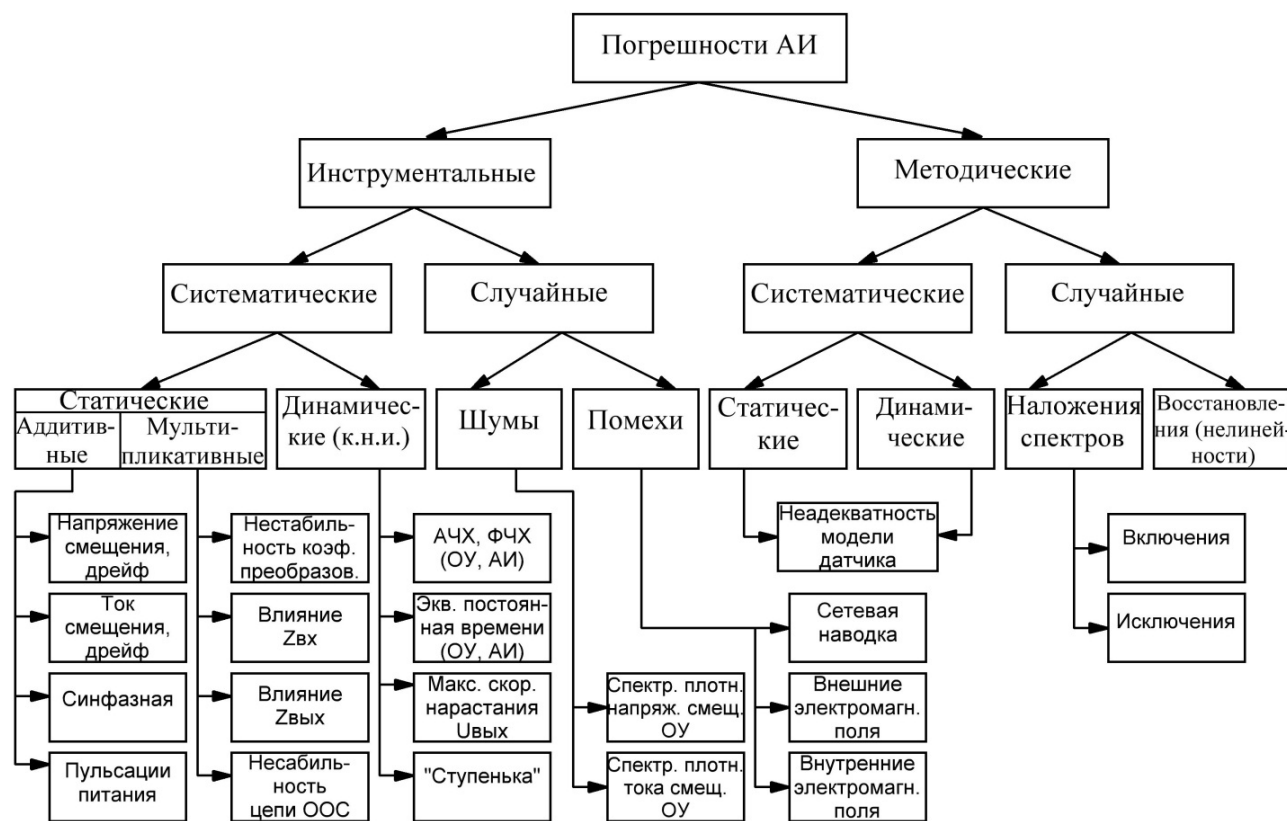 Погрешности АИ
Инструментальные
Методические
Систематические
Случайные
Систематические
Случайные
Статические
Аддитив-
ные
Мульти-
пликативные
Динамичес-
кие (к.н.и.)
Шумы
Помехи
Статичес-
кие
Динами-
ческие
Наложения
спектров
Восстановле-
ния (нелиней-
ности)
Напряжение
смещения,
дрейф
Ток
смещения,
дрейф
Синфазная
Пульсации
питания
Нестабиль-
ность коэф.
преобразов.
Влияние
Zвх
Влияние
Zвых
Несабиль-
ность
цепи ООС
АЧХ, ФЧХ
(ОУ, АИ)
Экв. постоян-
ная времени
(ОУ, АИ)
Макс. скор.
нарастания
Uвых
"Ступенька"
Спектр. плотн.
напряж. смещ.
ОУ
Спектр. плотн.
тока смещ.
ОУ
Неадекватность
модели
датчика
Сетевая
наводка
Внешние
электромагн.
поля
Внутренние
электромагн.
поля
Включения
Исключения